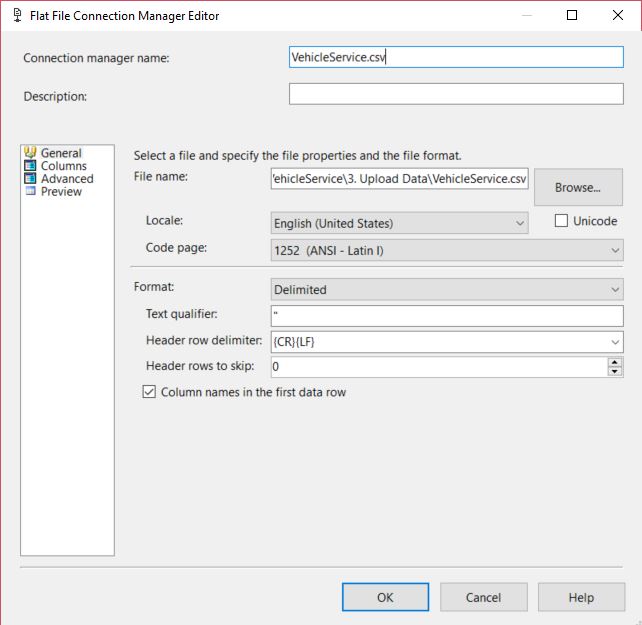 Flat File Connection Manager Editor
Connection manager name: VehicleService.csv
Description:
General
Columns
Advanced
Preview
Select a file and specify the file properties and the file format.
File name: 'ehicleService\3. Upload Data\VehicleService.csv Browse...
Locale: English (United States) Unicode
Code page: 1252 (ANSI - Latin I)
Format: Delimited
Text qualifier: "
Header row delimiter: {CR}{LF}
Header rows to skip: 0
Column names in the first data row
OK Cancel Help